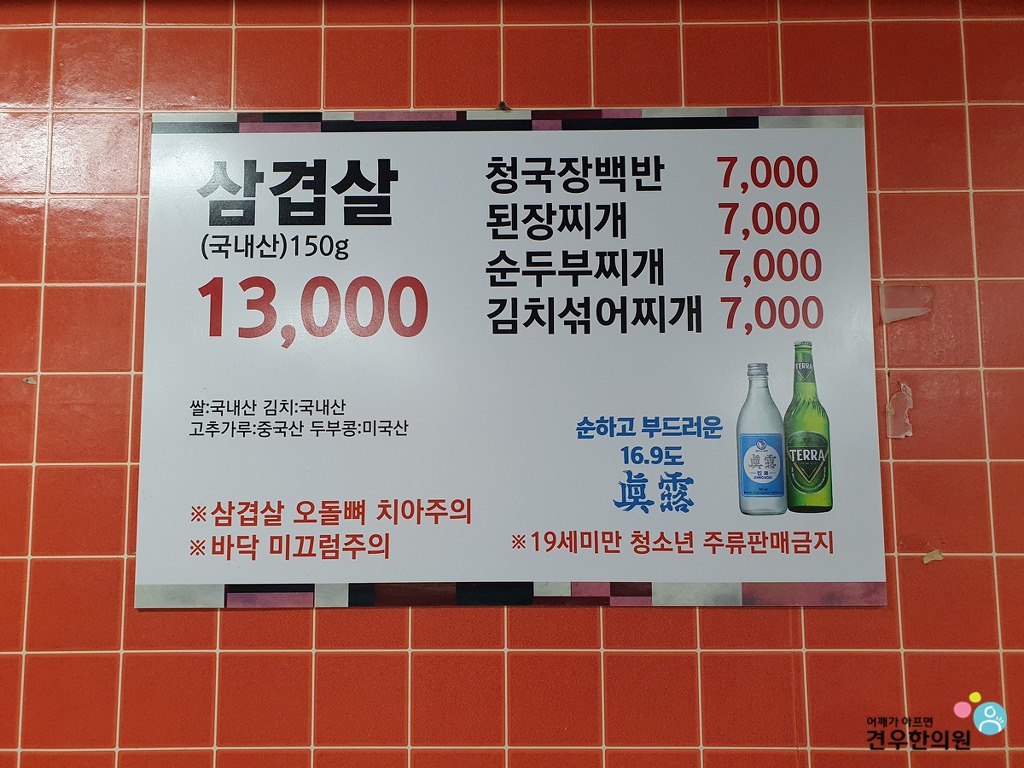 삼겹살
(국내산)150g
13,000
청국장백반 7,000
된장찌개 7,000
순두부찌개 7,000
김치섞어찌개 7,000
쌀:국내산 김치:국내산
고추가루:중국산 두부콩:미국산
순하고 부드러운
16.9도
眞露
眞露
TERRA
TERRA
※삼겹살 오돌뼈 치아주의
※바닥 미끄럼주의
※19세미만 청소년 주류판매금지
어깨가 아프면
견우한의원